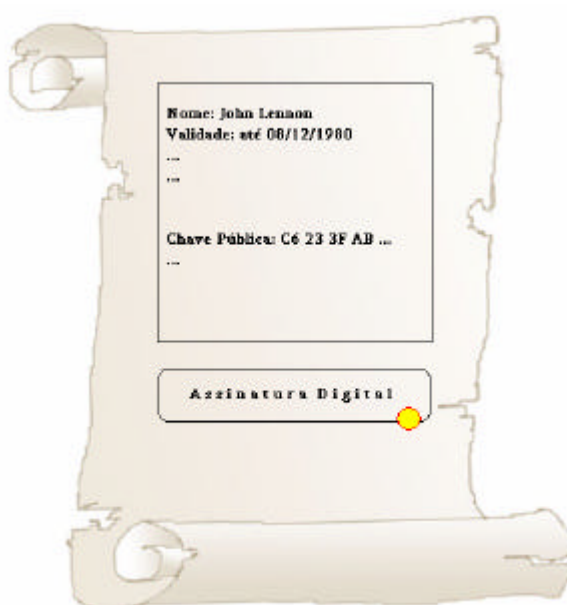 Nome: John Lennon
Validade: até 08/12/1980
...
...
Chave Pública: C6 23 3F AB ...
...
Assinatura Digital